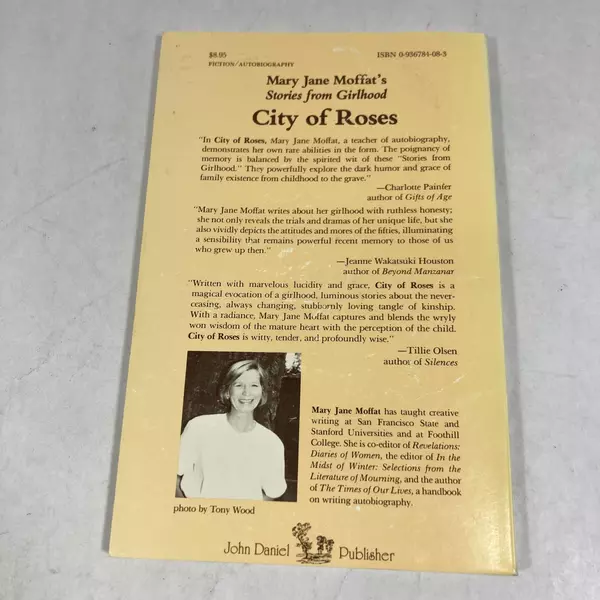 $8.95 ISBN 0-936784-08-3
FICTION/AUTOBIOGRAPHY
Mary Jane Moffat's
Stories from Girlhood
City of Roses
"In City of Roses, Mary Jane Moffat, a teacher of autobiography,
demonstrates her own rare abilities in the form. The poignancy of
memory is balanced by the spirited wit of these "Stories from
Girlhood." They powerfully explore the dark humor and grace of
family existence from childhood to the grave."
—Charlotte Painter
author of Gifts of Age
"Mary Jane Moffat writes about her girlhood with ruthless honesty;
she not only reveals the trials and dramas of her unique life, but she
also vividly depicts the attitudes and mores of the fifties, illuminating
a sensibility that remains powerful recent memory to those of us
who grew up then."
—Jeanne Wakatsuki Houston
author of Beyond Manzanar
"Written with marvelous lucidity and grace, City of Roses is a
magical evocation of a girlhood, luminous stories about the never-
ceasing, always changing, stubbornly loving tangle of kinship.
With a radiance, Mary Jane Moffat captures and blends the wryly
won wisdom of the mature heart with the perception of the child.
City of Roses is witty, tender, and profoundly wise."
—Tillie Olsen
author of Silences
Mary Jane Moffat has taught creative
writing at San Francisco State and
Stanford Universities and at Foothill
College. She is co-editor of Revelations:
Diaries of Women, the editor of In the
Midst of Winter: Selections from the
Literature of Mourning, and the author
of The Times of Our Lives, a handbook
on writing autobiography.
photo by Tony Wood
John Daniel Publisher